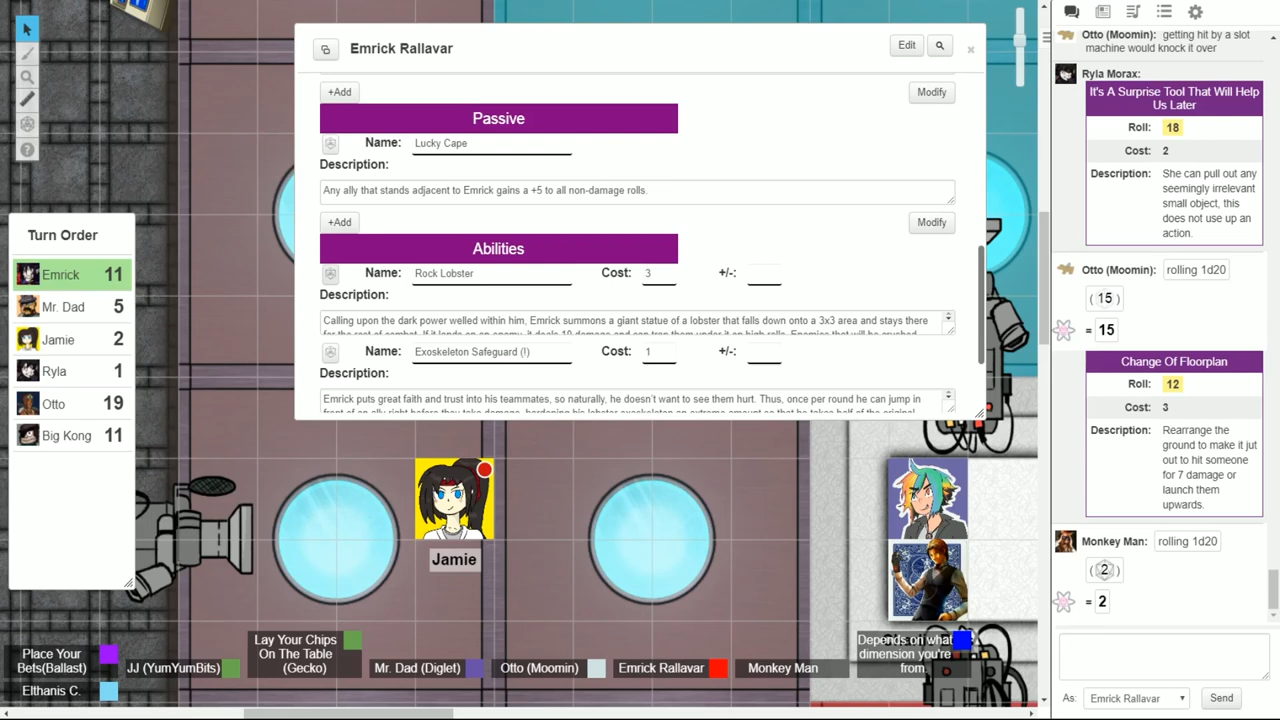 Emrick Rallavar
Edit
+Add
Modify
Passive
Name: Lucky Cape
Description:
Any ally that stands adjacent to Emrick gains a +5 to all non-damage rolls.
+Add
Modify
Abilities
Name: Rock Lobster Cost: 3 +/-:
Description:
Calling upon the dark power welled within him, Emrick summons a giant statue of a lobster that falls down onto a 3x3 area and stays there
Name: Exoskeleton Safeguard (!) Cost: 1 +/-:
Description:
Emrick puts great faith and trust into his teammates, so naturally, he doesn't want to see them hurt. Thus, once per round he can jump in
Turn Order
Emrick 11
Mr. Dad 5
Jamie 2
Ryla 1
Otto 19
Big Kong 11
Jamie
Place Your
Bets(Ballast)
JJ (YumYumBits)
Lay Your Chips
On The Table
(Gecko)
Mr. Dad (Diglet)
Otto (Moomin)
Emrick Rallavar
Monkey Man
Depends on what
dimension you're
from
Elthanis C.
Otto (Moomin): getting hit by a slot
machine would knock it over
Ryla Morax:
It's A Surprise Tool That Will Help
Us Later
Roll: 18
Cost: 2
Description: She can pull out any
seemingly irrelevant
small object, this
does not use up an
action.
Otto (Moomin): rolling 1d20
(15)
= 15
Change Of Floorplan
Roll: 12
Cost: 3
Description: Rearrange the
ground to make it jut
out to hit someone
for 7 damage or
launch them
upwards.
Monkey Man: rolling 1d20
(2)
= 2
As: Emrick Rallavar
Send